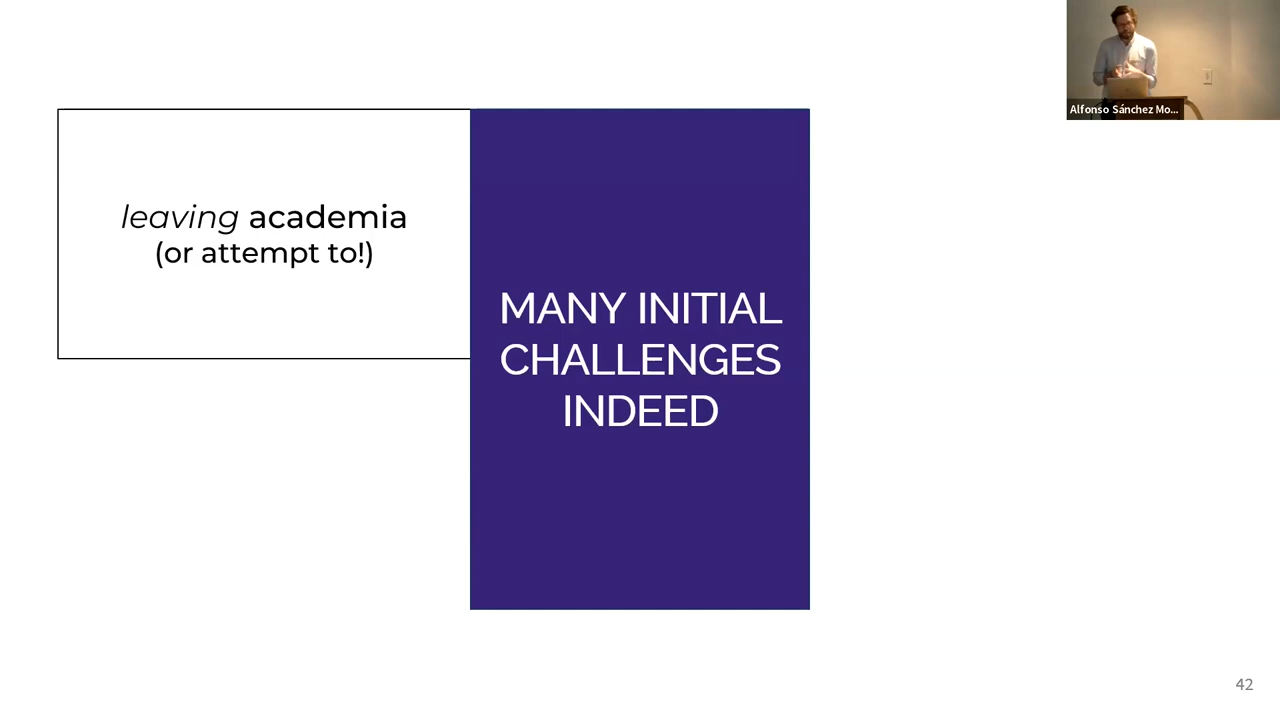 Alfonso Sánchez Mo...
leaving academia
(or attempt to!)
MANY INITIAL
CHALLENGES
INDEED
42